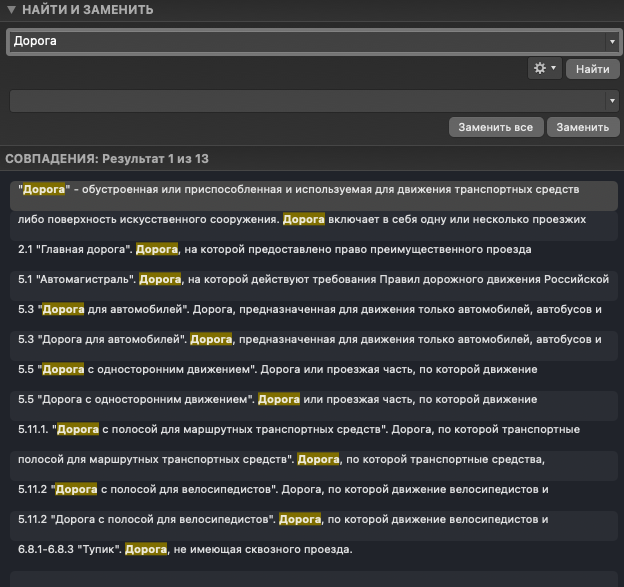 НАЙТИ И ЗАМЕНИТЬ
Дорога
Найти
Заменить все Заменить
СОВПАДЕНИЯ: Результат 1 из 13
"Дорога" - обустроенная или приспособленная и используемая для движения транспортных средств
либо поверхность искусственного сооружения. Дорога включает в себя одну или несколько проезжих
2.1 "Главная дорога". Дорога, на которой предоставлено право преимущественного проезда
5.1 "Автомагистраль". Дорога, на которой действуют требования Правил дорожного движения Российской
5.3 "Дорога для автомобилей". Дорога, предназначенная для движения только автомобилей, автобусов и
5.3 "Дорога для автомобилей". Дорога, предназначенная для движения только автомобилей, автобусов и
5.5 "Дорога с односторонним движением". Дорога или проезжая часть, по которой движение
5.5 "Дорога с односторонним движением". Дорога или проезжая часть, по которой движение
5.11.1. "Дорога с полосой для маршрутных транспортных средств". Дорога, по которой транспортные
полосой для маршрутных транспортных средств". Дорога, по которой транспортные средства,
5.11.2 "Дорога с полосой для велосипедистов". Дорога, по которой движение велосипедистов и
5.11.2 "Дорога с полосой для велосипедистов". Дорога, по которой движение велосипедистов и
6.8.1-6.8.3 "Тупик". Дорога, не имеющая сквозного проезда.